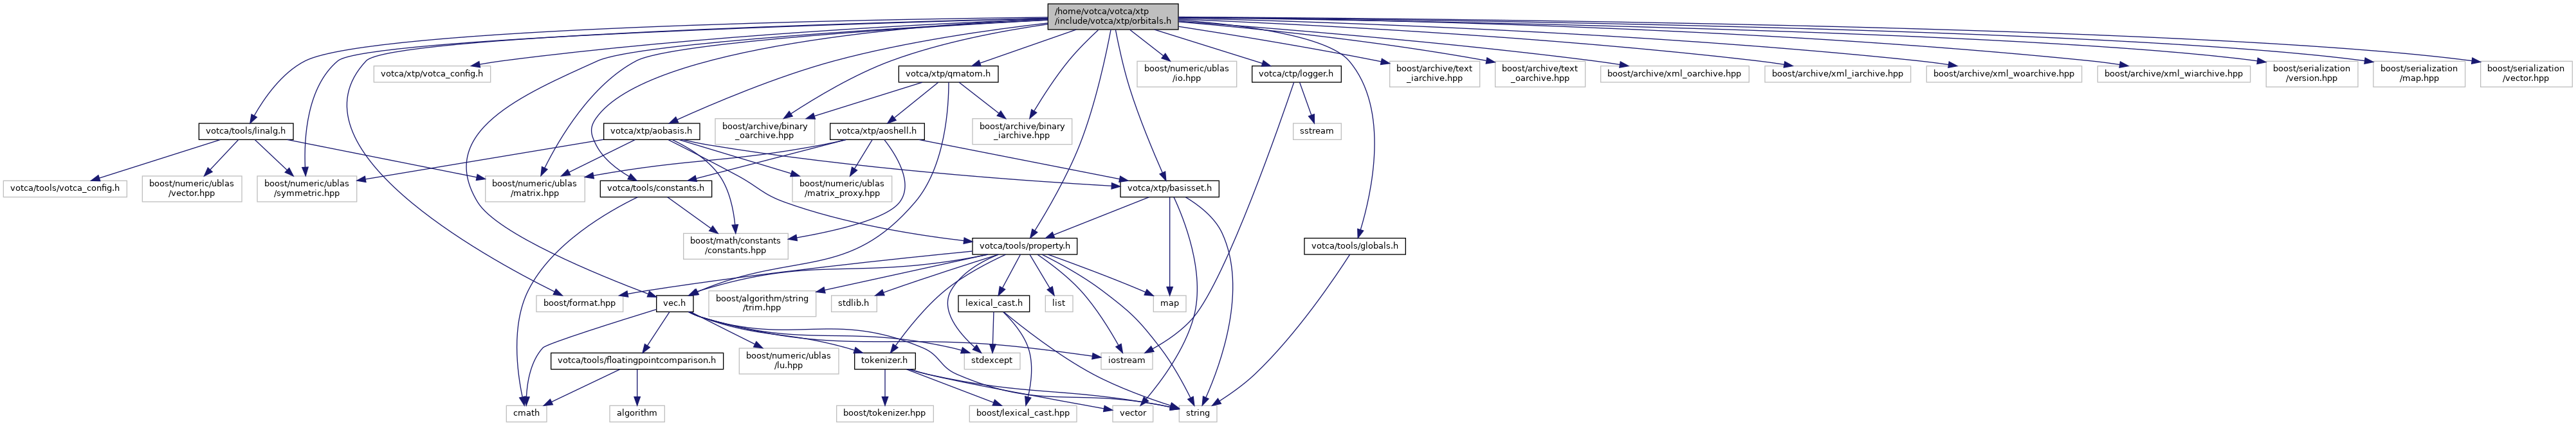 /home/votca/votca/xtp
/include/votca/xtp/orbitals.h
votca/xtp/votca_config.h
votca/xtp/qmatom.h
boost/numeric/ublas
/io.hpp
votca/ctp/logger.h
boost/archive/text
_iarchive.hpp
boost/archive/text
_oarchive.hpp
boost/archive/xml_oarchive.hpp
boost/archive/xml_iarchive.hpp
boost/archive/xml_woarchive.hpp
boost/archive/xml_wiarchive.hpp
boost/serialization
/version.hpp
boost/serialization
/map.hpp
boost/serialization
/vector.hpp
votca/tools/linalg.h
votca/xtp/aobasis.h
boost/archive/binary
_oarchive.hpp
votca/xtp/aoshell.h
boost/archive/binary
_iarchive.hpp
sstream
votca/tools/votca_config.h
boost/numeric/ublas
/vector.hpp
boost/numeric/ublas
/symmetric.hpp
boost/numeric/ublas
/matrix.hpp
votca/tools/constants.h
boost/numeric/ublas
/matrix_proxy.hpp
votca/xtp/basisset.h
boost/math/constants
/constants.hpp
votca/tools/property.h
votca/tools/globals.h
boost/format.hpp
vec.h
boost/algorithm/string
/trim.hpp
stdlib.h
lexical_cast.h
list
map
votca/tools/floatingpointcomparison.h
boost/numeric/ublas
/lu.hpp
tokenizer.h
stdexcept
iostream
cmath
algorithm
boost/tokenizer.hpp
boost/lexical_cast.hpp
vector
string